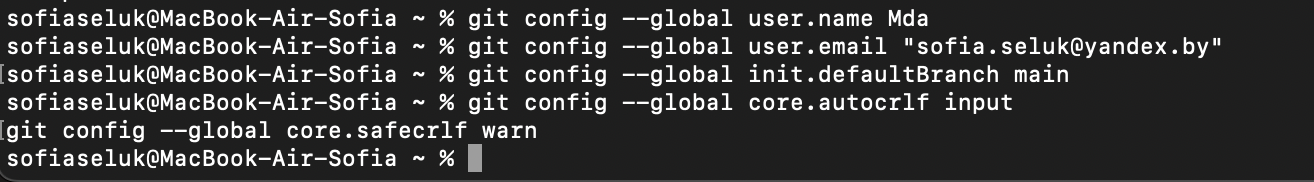 sofiaseluk@MacBook-Air-Sofia ~ % git config --global user.name Mda
sofiaseluk@MacBook-Air-Sofia ~ % git config --global user.email "sofia.seluk@yandex.by"
[sofiaseluk@MacBook-Air-Sofia ~ % git config --global init.defaultBranch main
sofiaseluk@MacBook-Air-Sofia ~ % git config --global core.autocrlf input
[git config --global core.safecrlf warn
sofiaseluk@MacBook-Air-Sofia ~ %